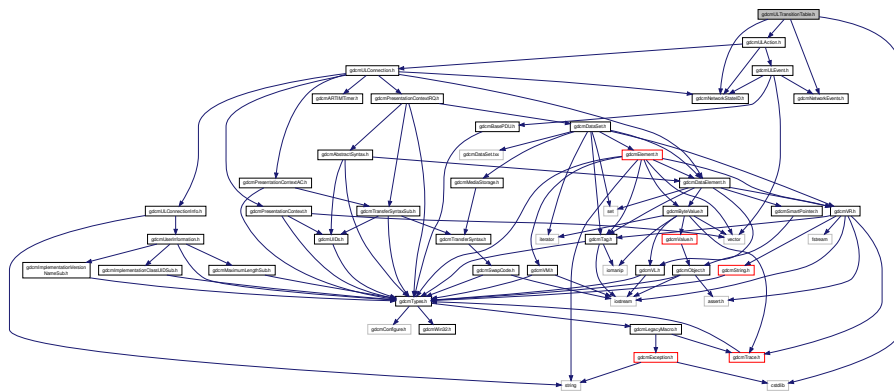 gdcmULTransitionTable.h
gdcmULAction.h
gdcmULConnection.h
gdcmULEvent.h
gdcmARTIMTimer.h
gdcmPresentationContextRQ.h
gdcmNetworkStateID.h
gdcmNetworkEvents.h
gdcmBasePDU.h
gdcmDataSet.h
gdcmAbstractSyntax.h
gdcmDataSet.txx
gdcmElement.h
gdcmPresentationContextAC.h
gdcmMediaStorage.h
gdcmDataElement.h
gdcmULConnectionInfo.h
gdcmPresentationContext.h
gdcmTransferSyntaxSub.h
set
gdcmByteValue.h
gdcmSmartPointer.h
gdcmVR.h
fstream
gdcmUserInformation.h
gdcmUIDs.h
gdcmTransferSyntax.h
iterator
gdcmTag.h
gdcmValue.h
vector
gdcmImplementationVersion
NameSub.h
gdcmImplementationClassUIDSub.h
gdcmMaximumLengthSub.h
gdcmSwapCode.h
gdcmVM.h
iomanip
gdcmVL.h
gdcmObject.h
gdcmString.h
gdcmTypes.h
iostream
assert.h
gdcmConfigure.h
gdcmWin32.h
gdcmLegacyMacro.h
gdcmException.h
gdcmTrace.h
string
cstdlib